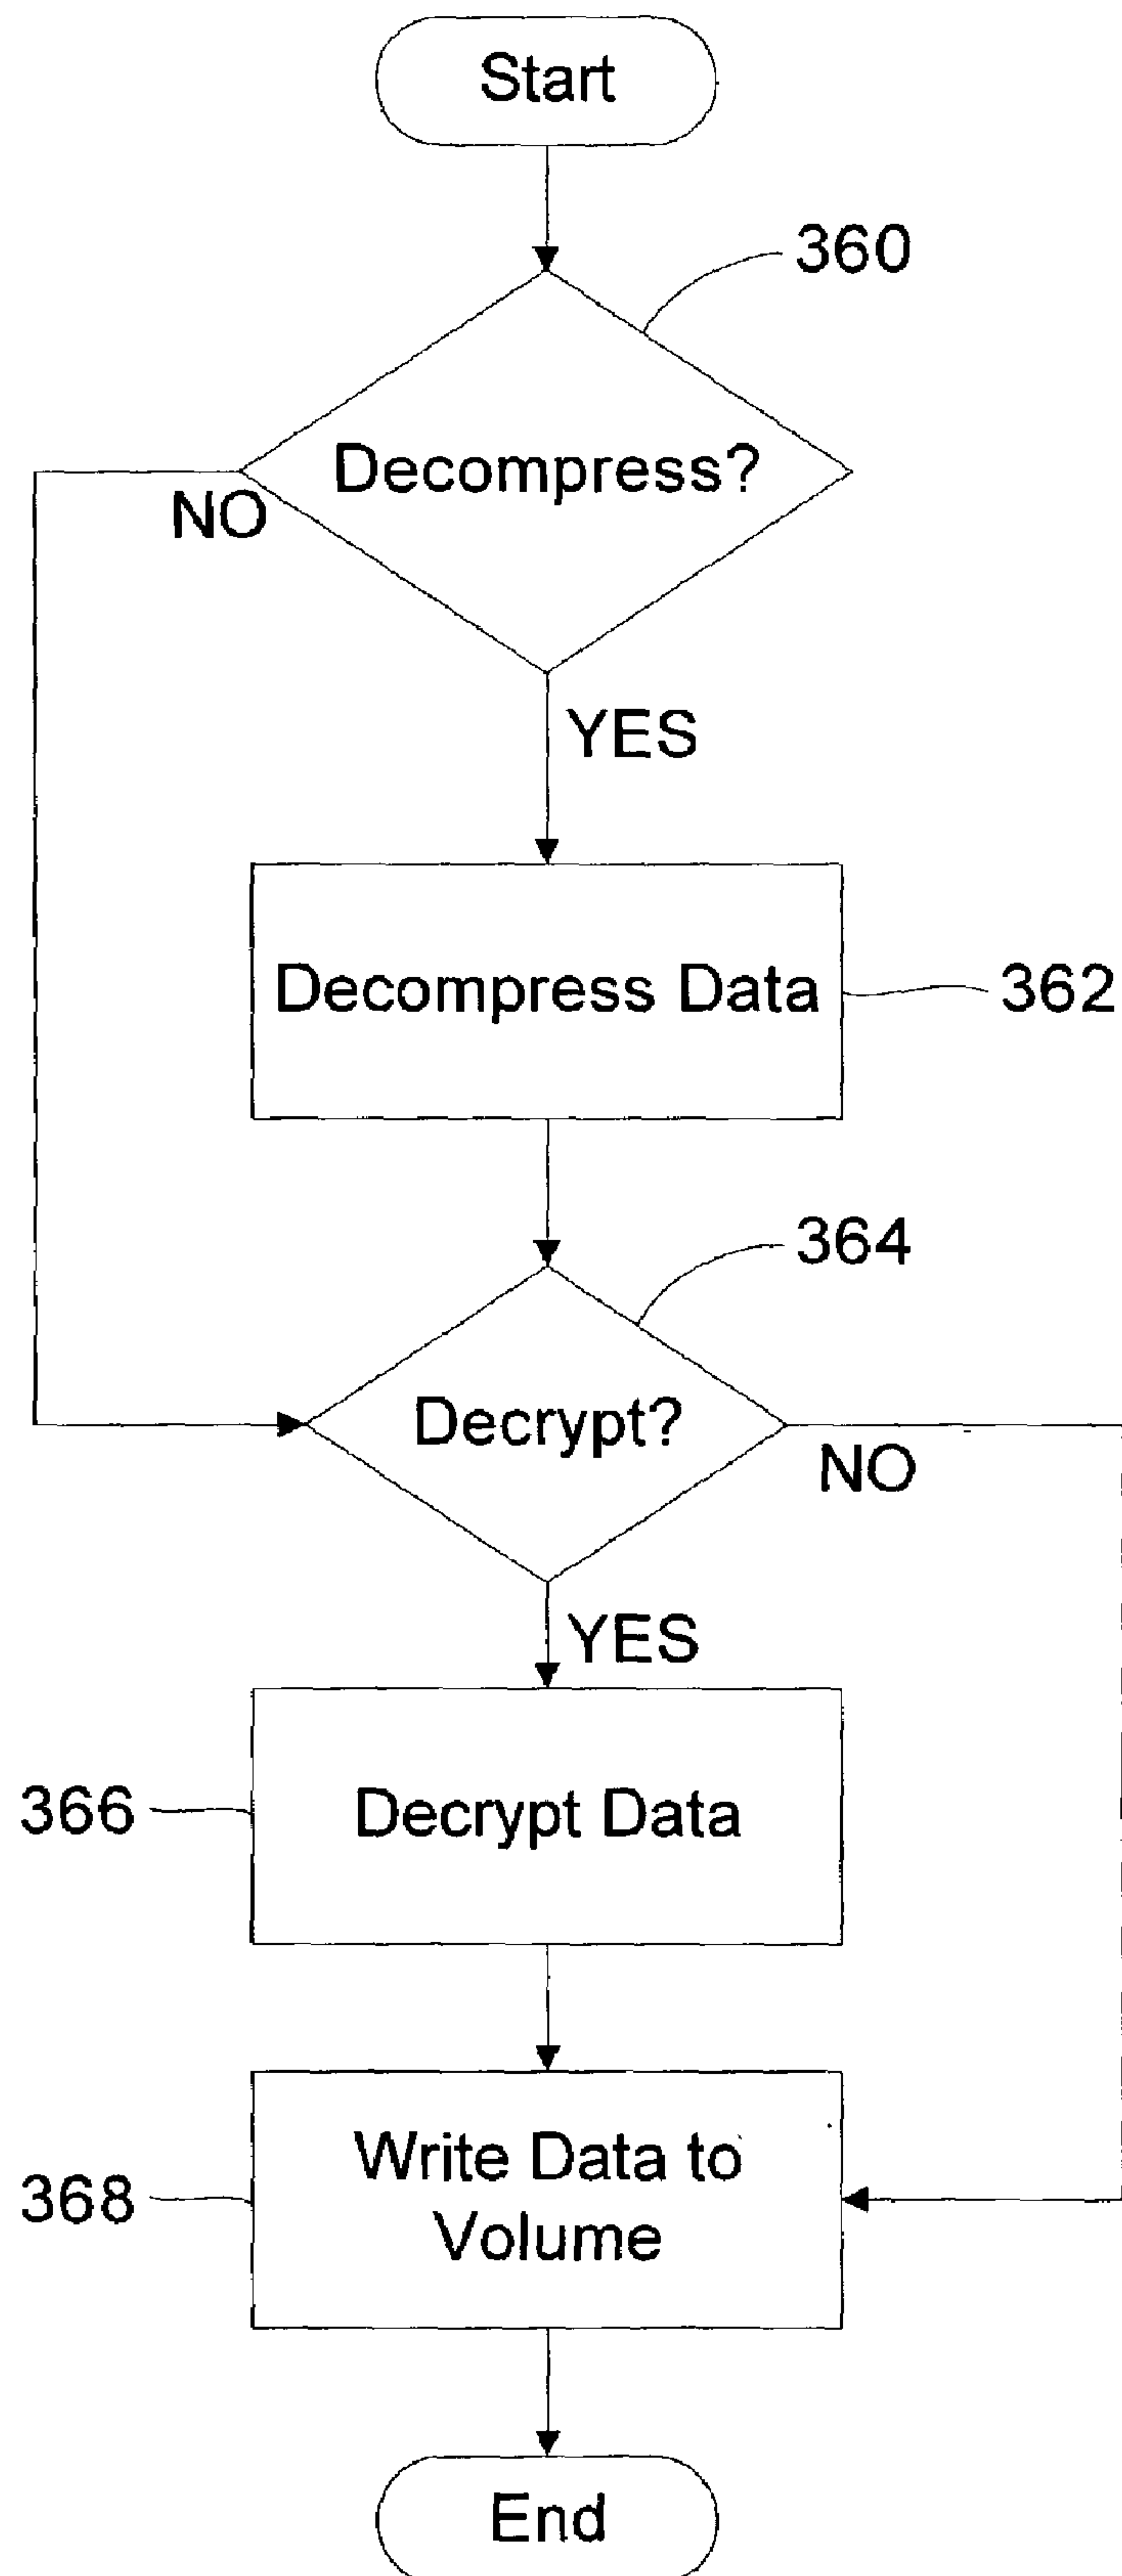 Start
360
Decompress?
NO
YES
Decompress Data
362
364
Decrypt?
NO
YES
366
Decrypt Data
Write Data to
Volume
368
End